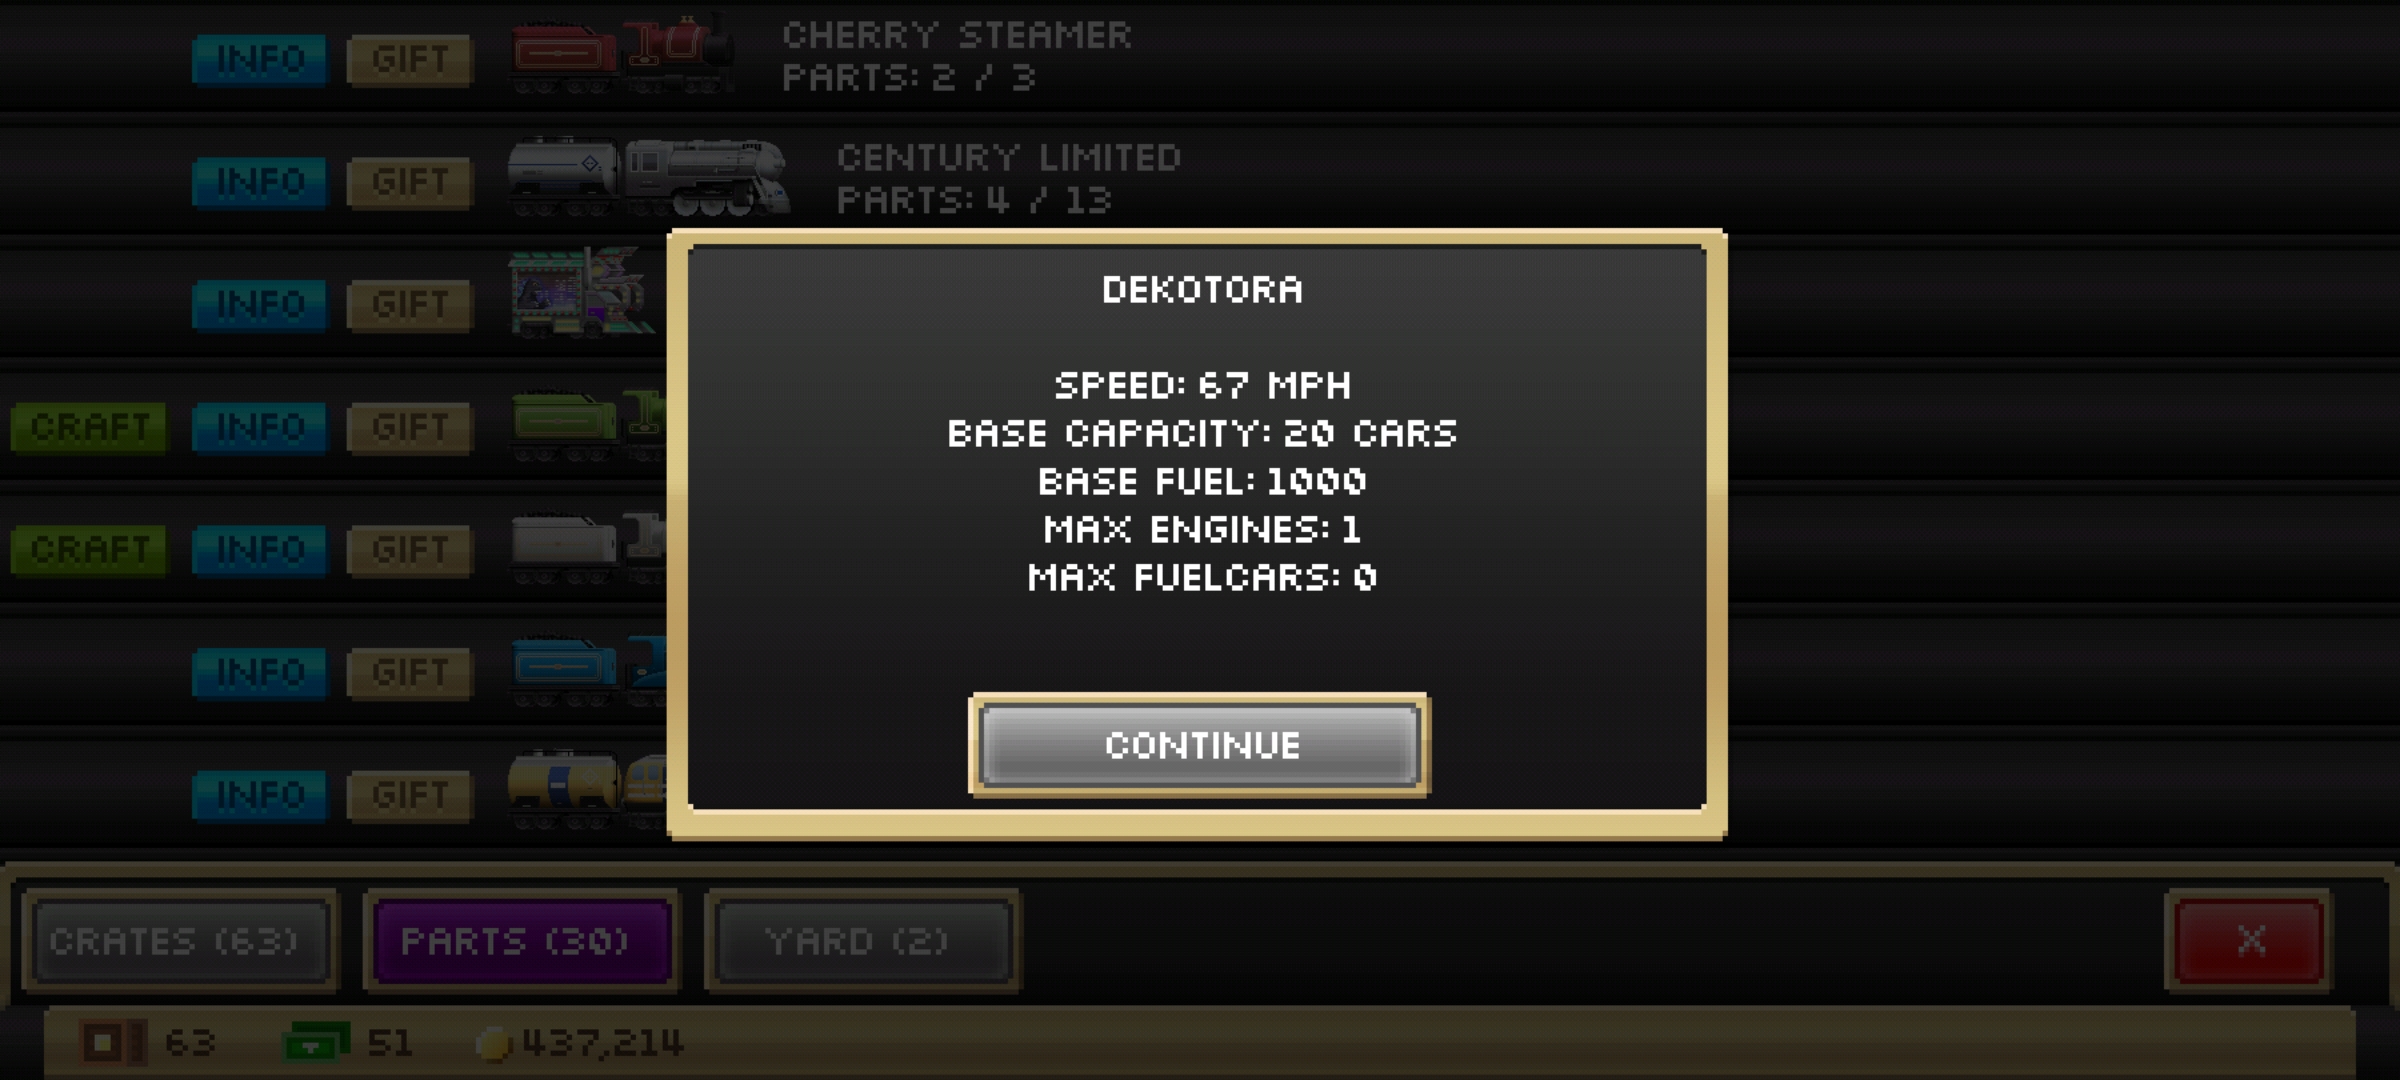 INFO GIFT CHERRY STEAMER
PARTS: 2 / 3
INFO GIFT CENTURY LIMITED
PARTS: 4 / 13
INFO GIFT
CRAFT INFO GIFT
CRAFT INFO GIFT
INFO GIFT
INFO GIFT
DEKOTORA
SPEED: 67 MPH
BASE CAPACITY: 20 CARS
BASE FUEL: 1000
MAX ENGINES: 1
MAX FUELCARS: 0
CONTINUE
CRATES (63) PARTS (30) YARD (2) X
63 51 437,214